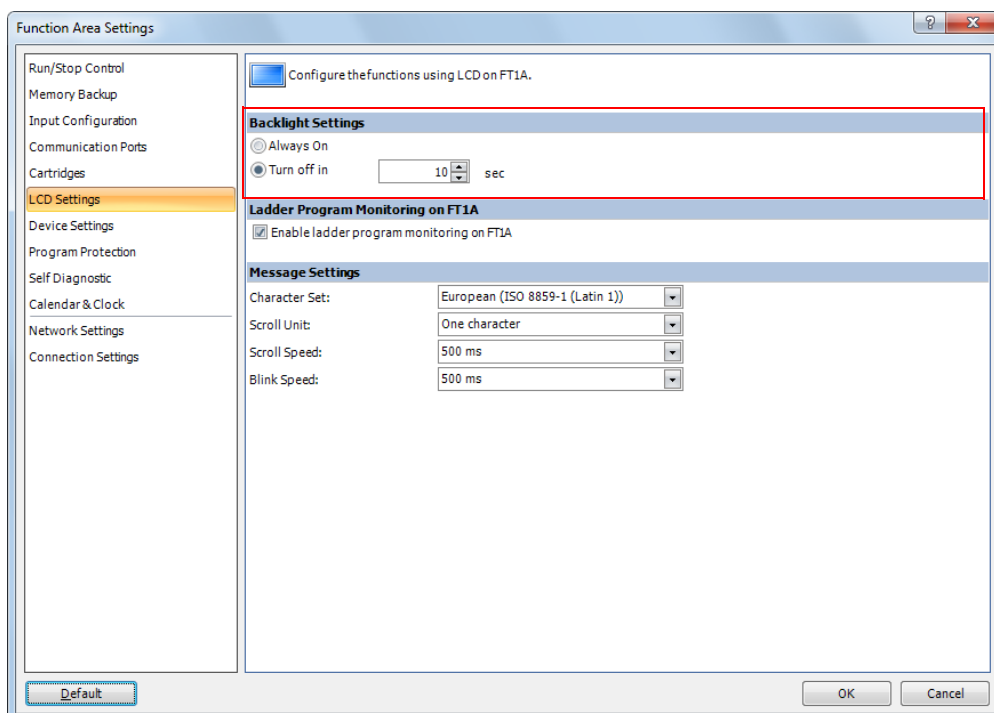 Function Area Settings
?
X
Run/Stop Control
Memory Backup
Input Configuration
Communication Ports
Cartridges
LCD Settings
Device Settings
Program Protection
Self Diagnostic
Calendar & Clock
Network Settings
Connection Settings
Configure the functions using LCD on FT1A.
Backlight Settings
Always On
Turn off in 10 sec
Ladder Program Monitoring on FT1A
Enable ladder program monitoring on FT1A
Message Settings
Character Set: European (ISO 8859-1 (Latin 1))
Scroll Unit: One character
Scroll Speed: 500 ms
Blink Speed: 500 ms
Default
OK
Cancel